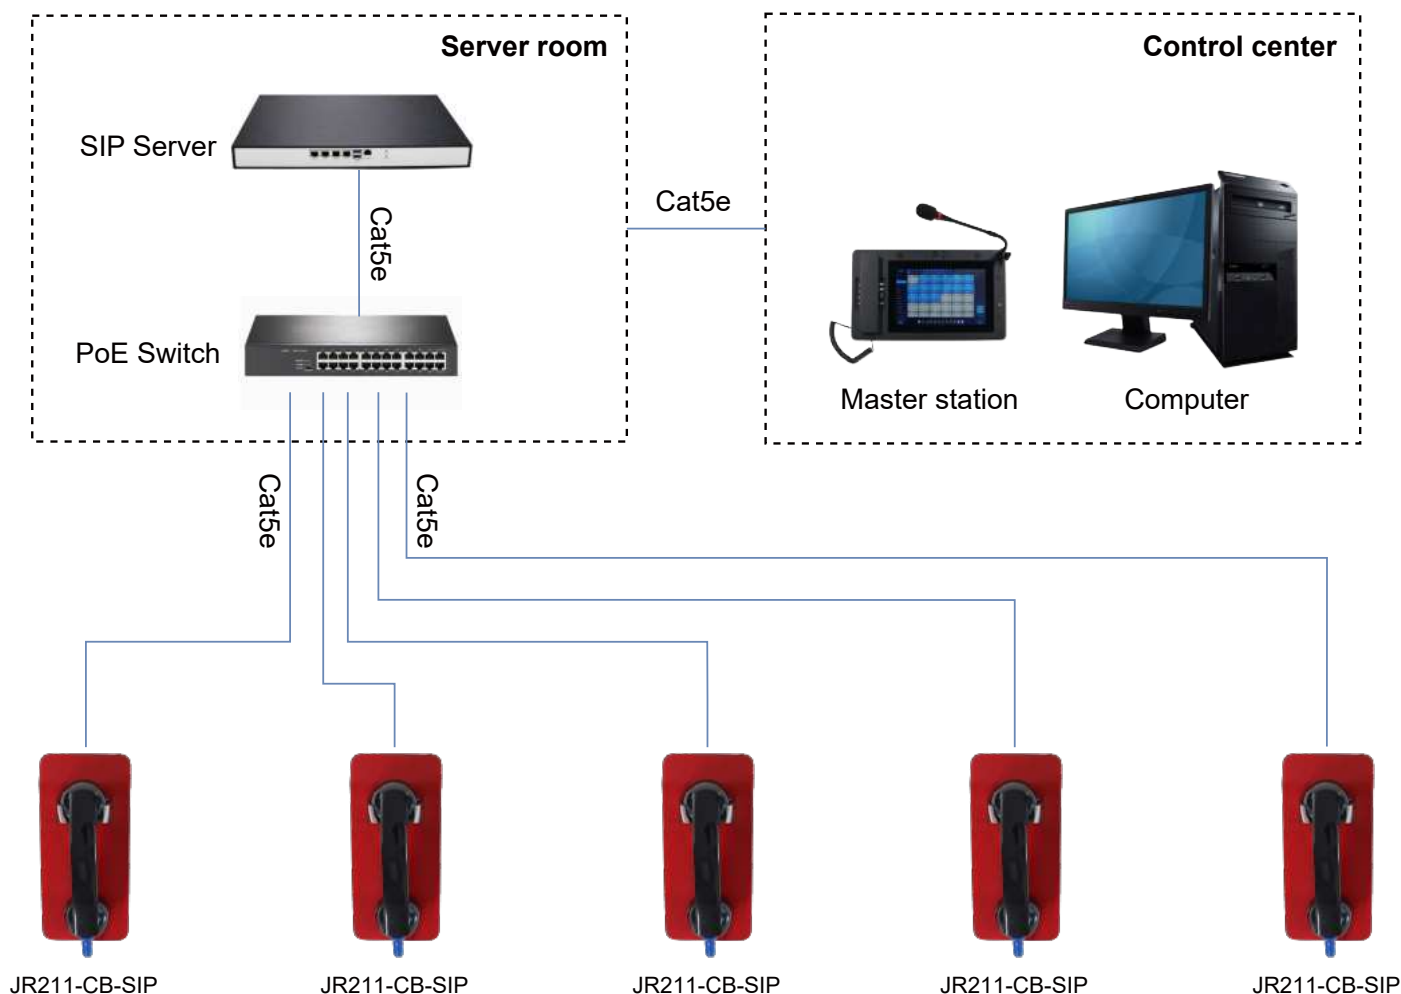 Server room
Control center
SIP Server
Cat5e
Cat5e
PoE Switch
Master station
Computer
Cat5e
Cat5e
JR211-CB-SIP
JR211-CB-SIP
JR211-CB-SIP
JR211-CB-SIP
JR211-CB-SIP